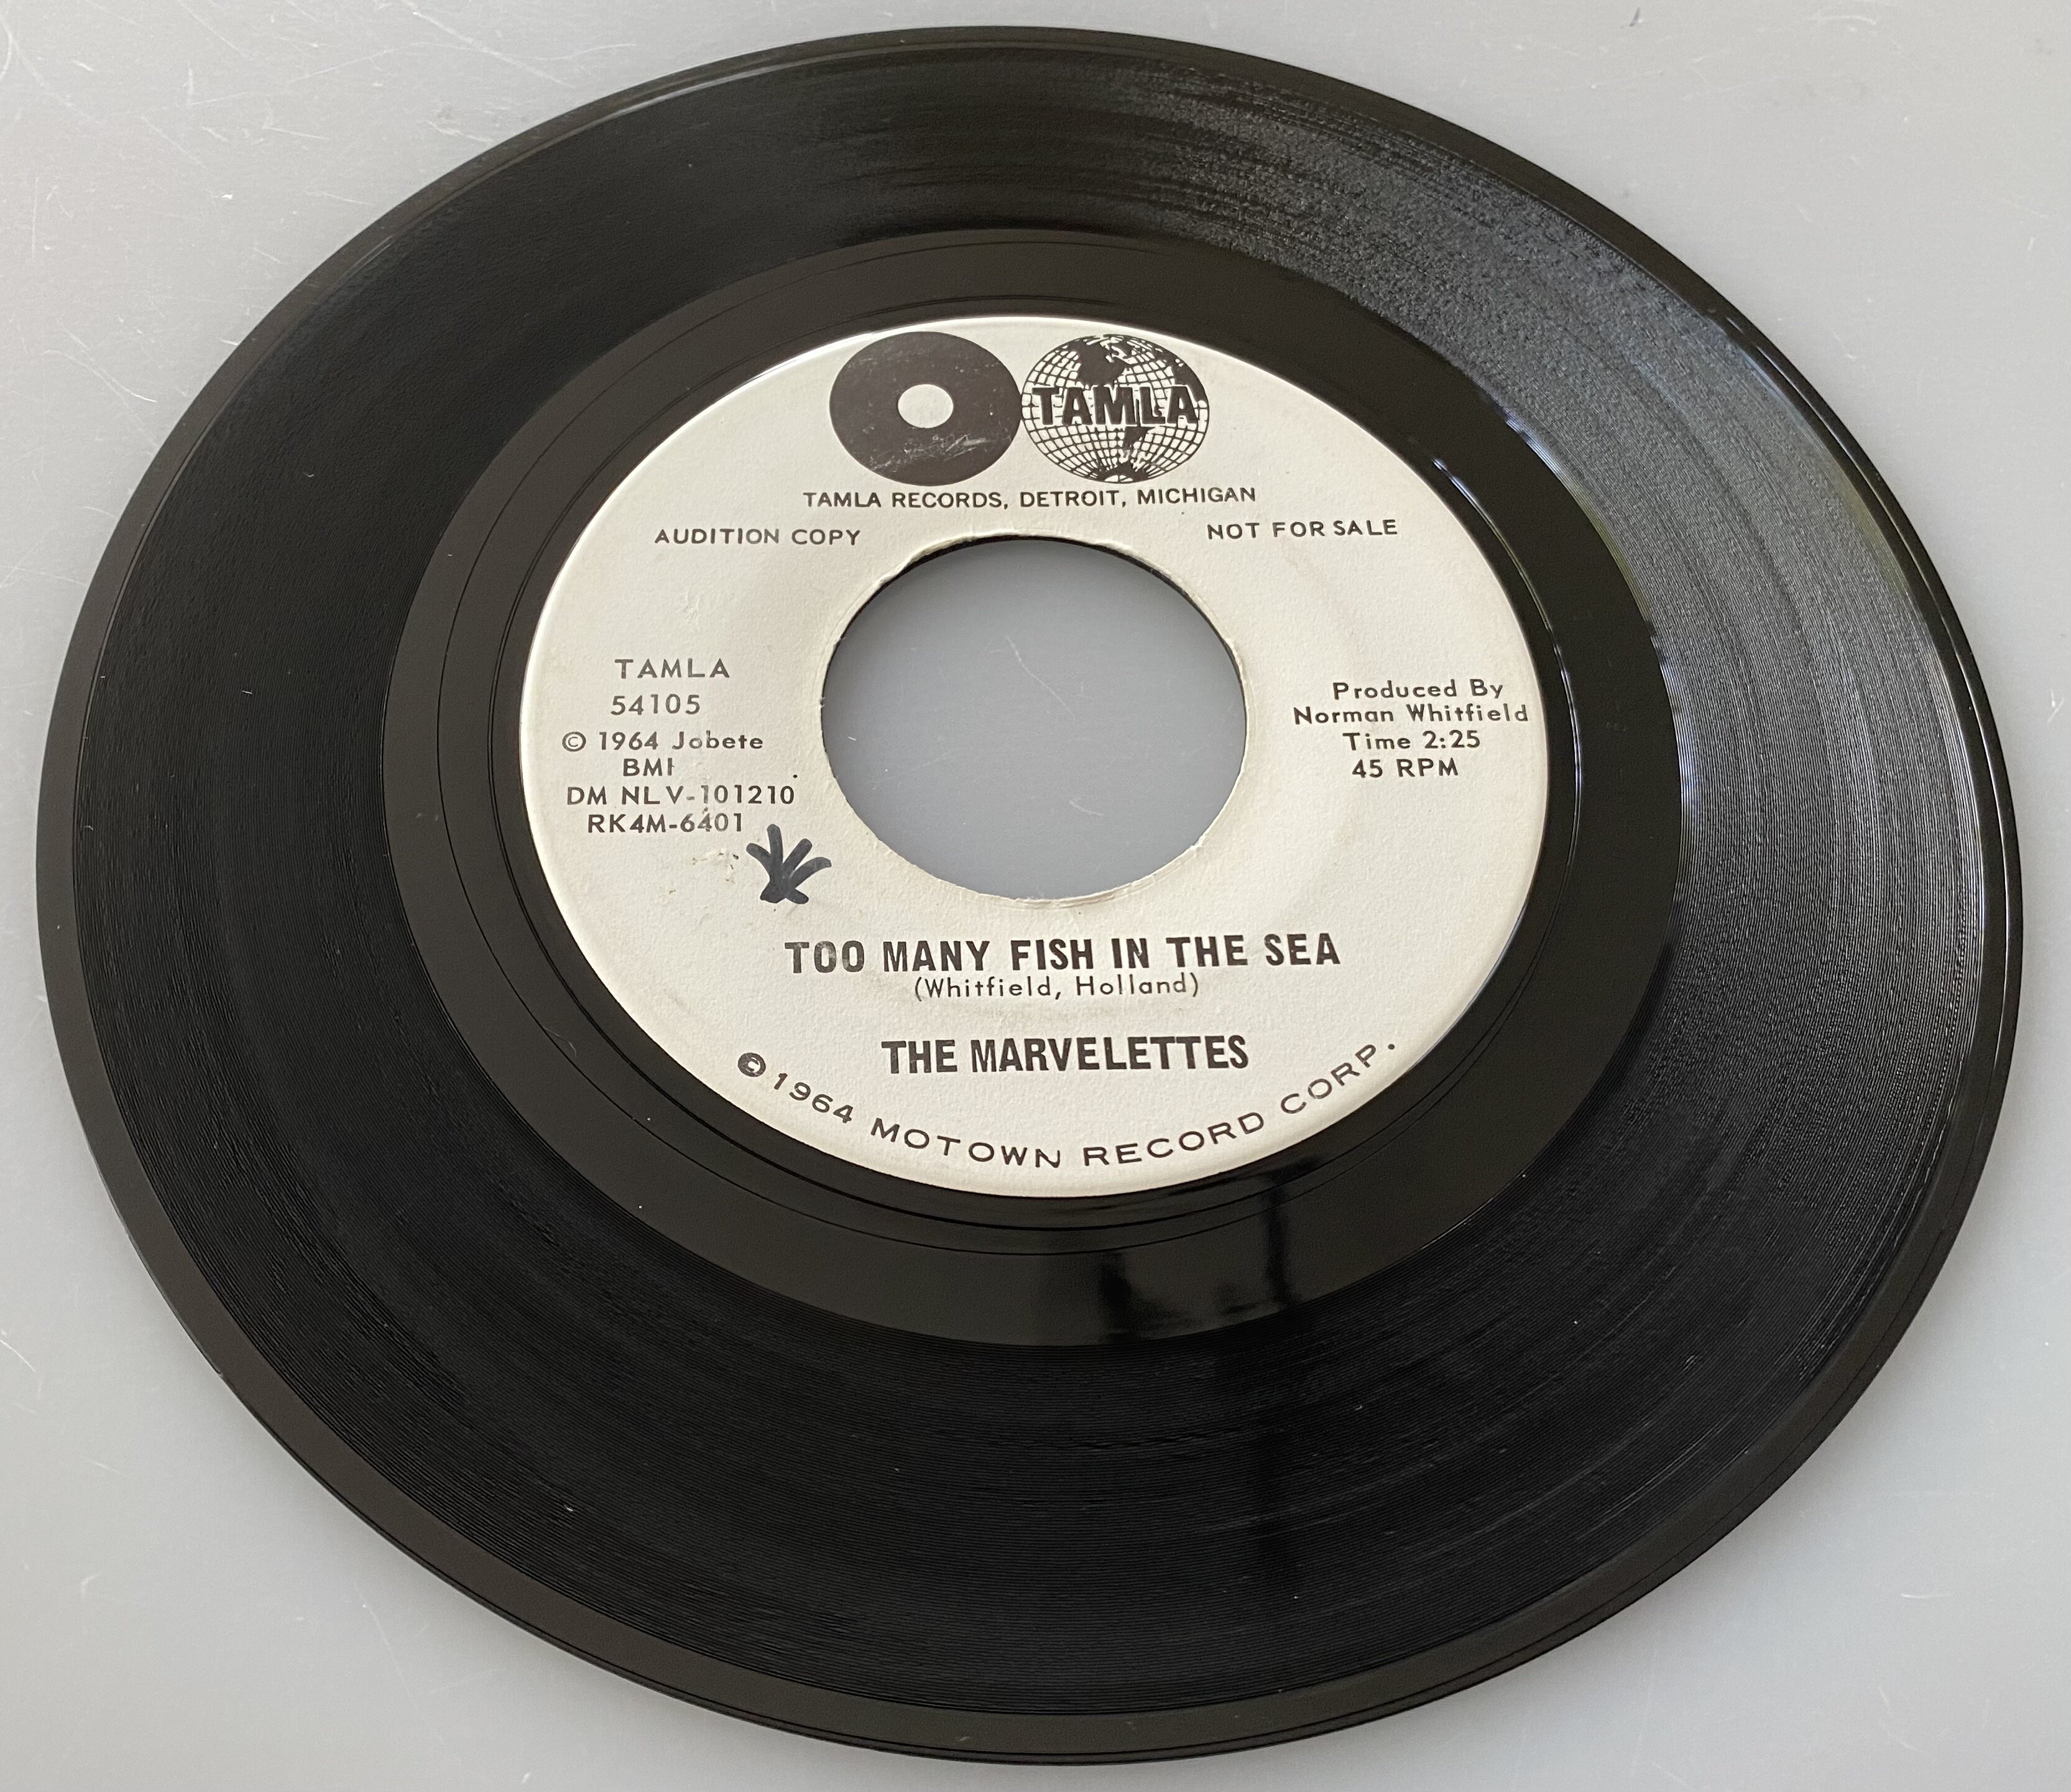 TAMLA
TAMLA RECORDS, DETROIT, MICHIGAN
AUDITION COPY
NOT FOR SALE
TAMLA
54105
© 1964 Jobete
BMI
DM NLV-101210
RK4M-6401
Produced By
Norman Whitfield
Time 2:25
45 RPM
TOO MANY FISH IN THE SEA
(Whitfield, Holland)
THE MARVELETTES
©1964 MOTOWN RECORD CORP.